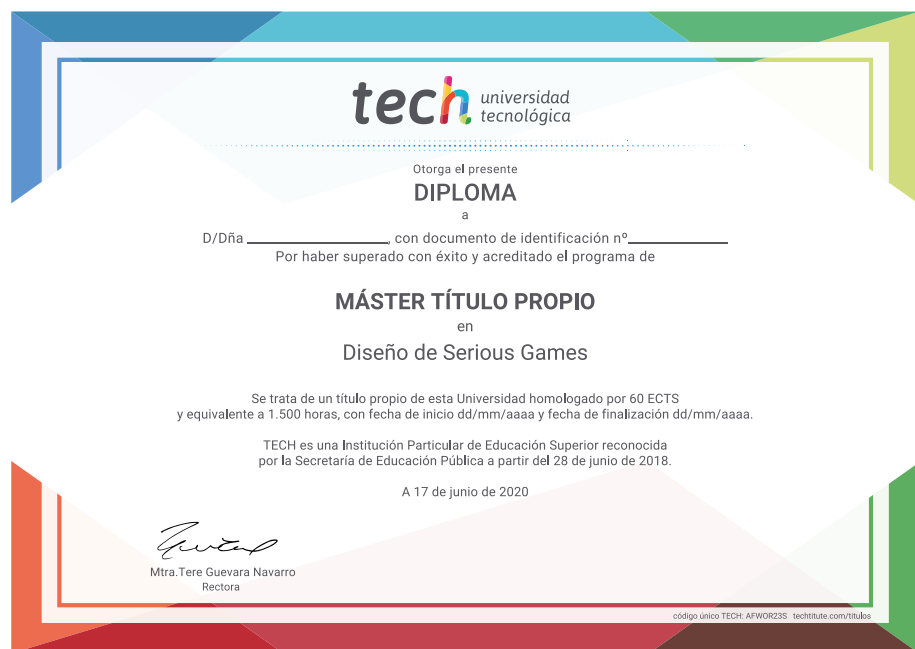 tech universidad
tecnológica
Otorga el presente
DIPLOMA
a
D/Dña ________________, con documento de identificación nº____________
Por haber superado con éxito y acreditado el programa de
MÁSTER TÍTULO PROPIO
en
Diseño de Serious Games
Se trata de un título propio de esta Universidad homologado por 60 ECTS
y equivalente a 1.500 horas, con fecha de inicio dd/mm/aaaa y fecha de finalización dd/mm/aaaa.
TECH es una Institución Particular de Educación Superior reconocida
por la Secretaría de Educación Pública a partir del 28 de junio de 2018.
A 17 de junio de 2020
Mtra.Tere Guevara Navarro
Rectora
código único TECH: AFWOR23S techtitute.com/titulos